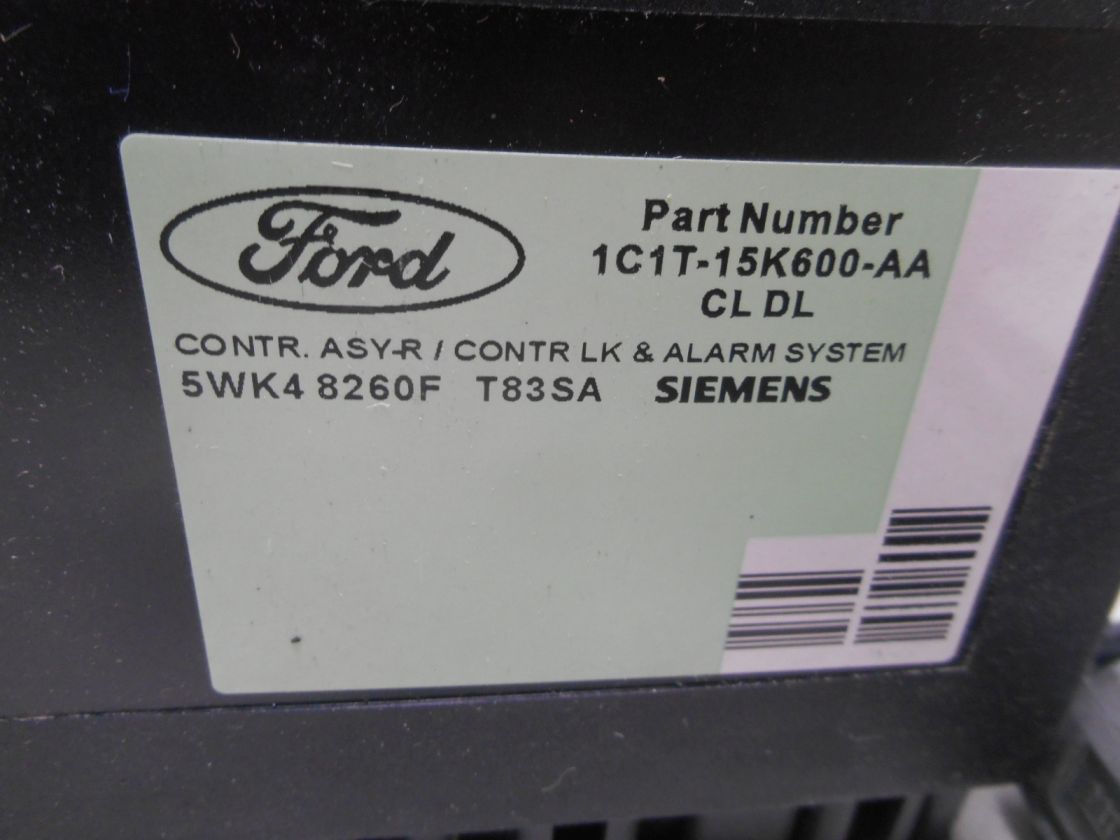 Ford
Part Number
1C1T-15K600-AA
CL DL
CONTR. ASY-R / CONTR LK & ALARM SYSTEM
5WK4 8260F T83SA SIEMENS